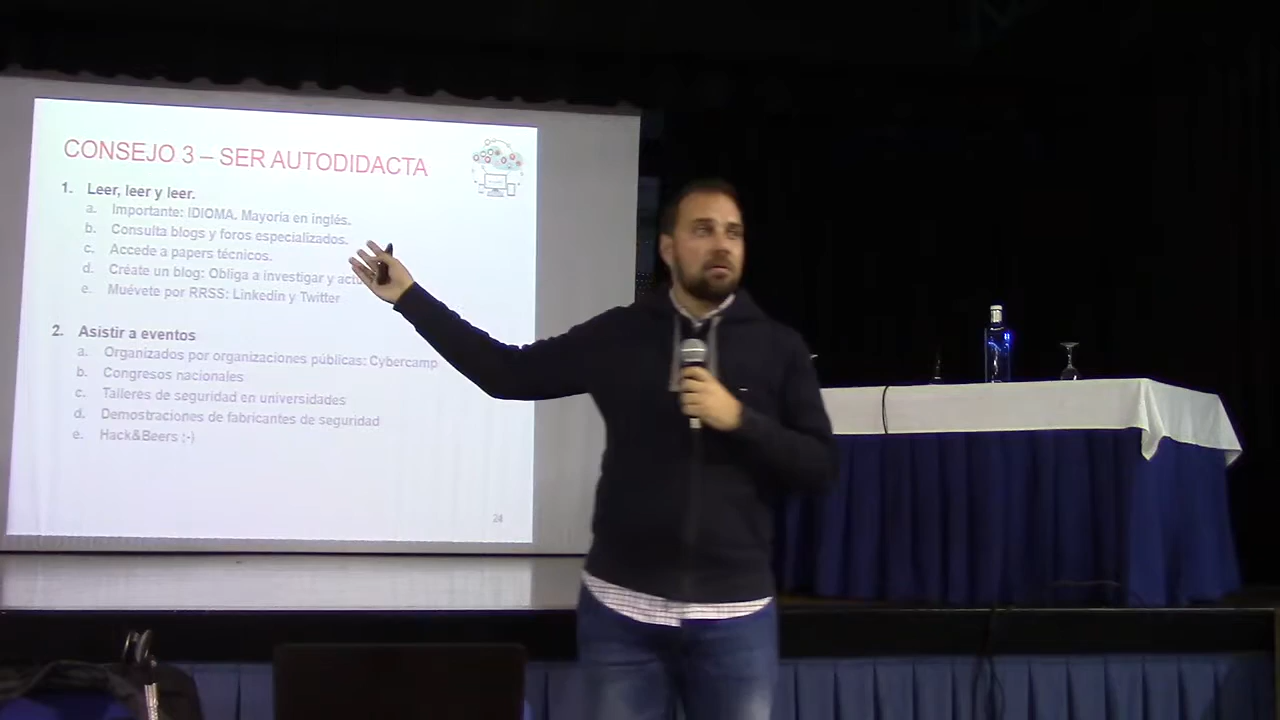 CONSEJO 3 – SER AUTODIDACTA
1. Leer, leer y leer.
a. Importante: IDIOMA. Mayoría en inglés.
b. Consulta blogs y foros especializados.
c. Accede a papers técnicos.
d. Créate un blog: Obliga a investigar y
e. Muévete por RRSS: Linkedin y Twitter
2. Asistir a eventos
a. Organizados por organizaciones públicas: Cybercamp
b. Congresos nacionales
c. Talleres de seguridad en universidades
d. Demostraciones de fabricantes de seguridad
e. Hack&Beers ;-)
24